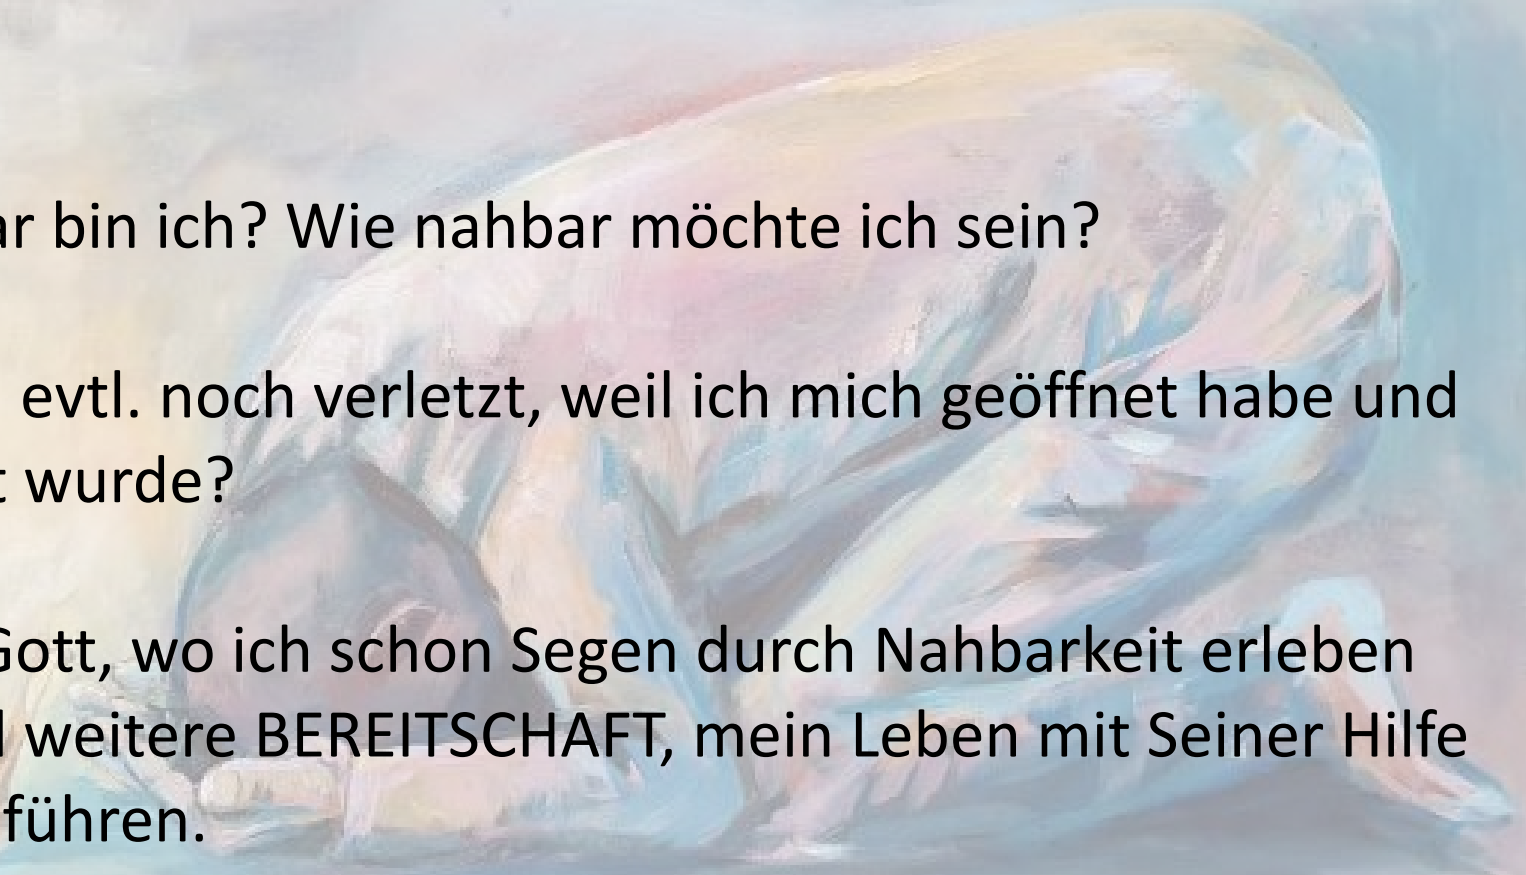 bin ich? Wie nahbar möchte ich sein?
evtl. noch verletzt, weil ich mich geöffnet habe und
wurde?
Gott, wo ich schon Segen durch Nahbarkeit erleben
weitere BEREITSCHAFT, mein Leben mit Seiner Hilfe
führen.